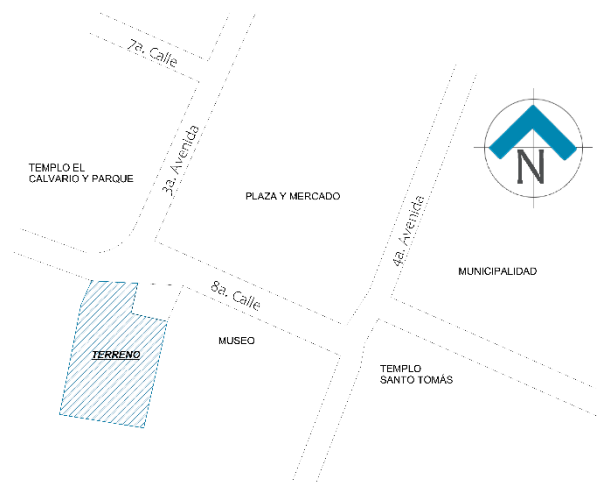 7a. Calle
3a. Avenida
TEMPLO EL
CALVARIO Y PARQUE
PLAZA Y MERCADO
4a. Avenida
N
MUNICIPALIDAD
8a. Calle
MUSEO
TERRENO
TEMPLO
SANTO TOMÁS